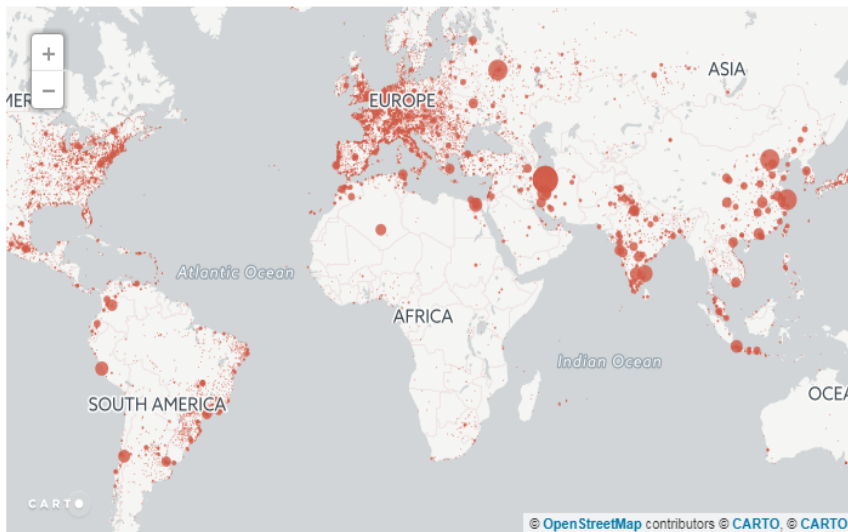 +
ASIA
−
MER
EUROPE
Atlantic Ocean
AFRICA
Indian Ocean
SOUTH AMERICA
OCEA
CARTO
© OpenStreetMap contributors © CARTO, © CARTO